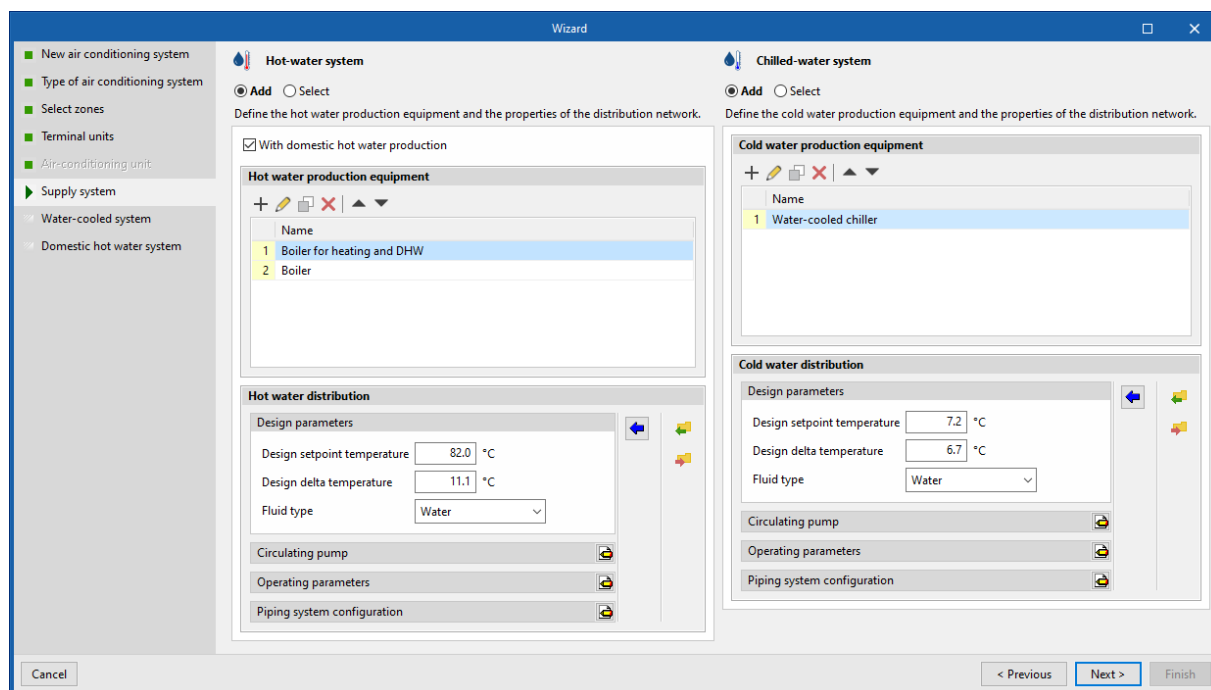 Wizard
New air conditioning system
Type of air conditioning system
Select zones
Terminal units
Air-conditioning unit
Supply system
Water-cooled system
Domestic hot water system
Hot-water system
Add Select
Define the hot water production equipment and the properties of the distribution network.
With domestic hot water production
Hot water production equipment
Name
1 Boiler for heating and DHW
2 Boiler
Hot water distribution
Design parameters
Design setpoint temperature 82.0 °C
Design delta temperature 11.1 °C
Fluid type Water
Circulating pump
Operating parameters
Piping system configuration
Chilled-water system
Add Select
Define the cold water production equipment and the properties of the distribution network.
Cold water production equipment
Name
1 Water-cooled chiller
Cold water distribution
Design parameters
Design setpoint temperature 7.2 °C
Design delta temperature 6.7 °C
Fluid type Water
Circulating pump
Operating parameters
Piping system configuration
Cancel < Previous Next > Finish